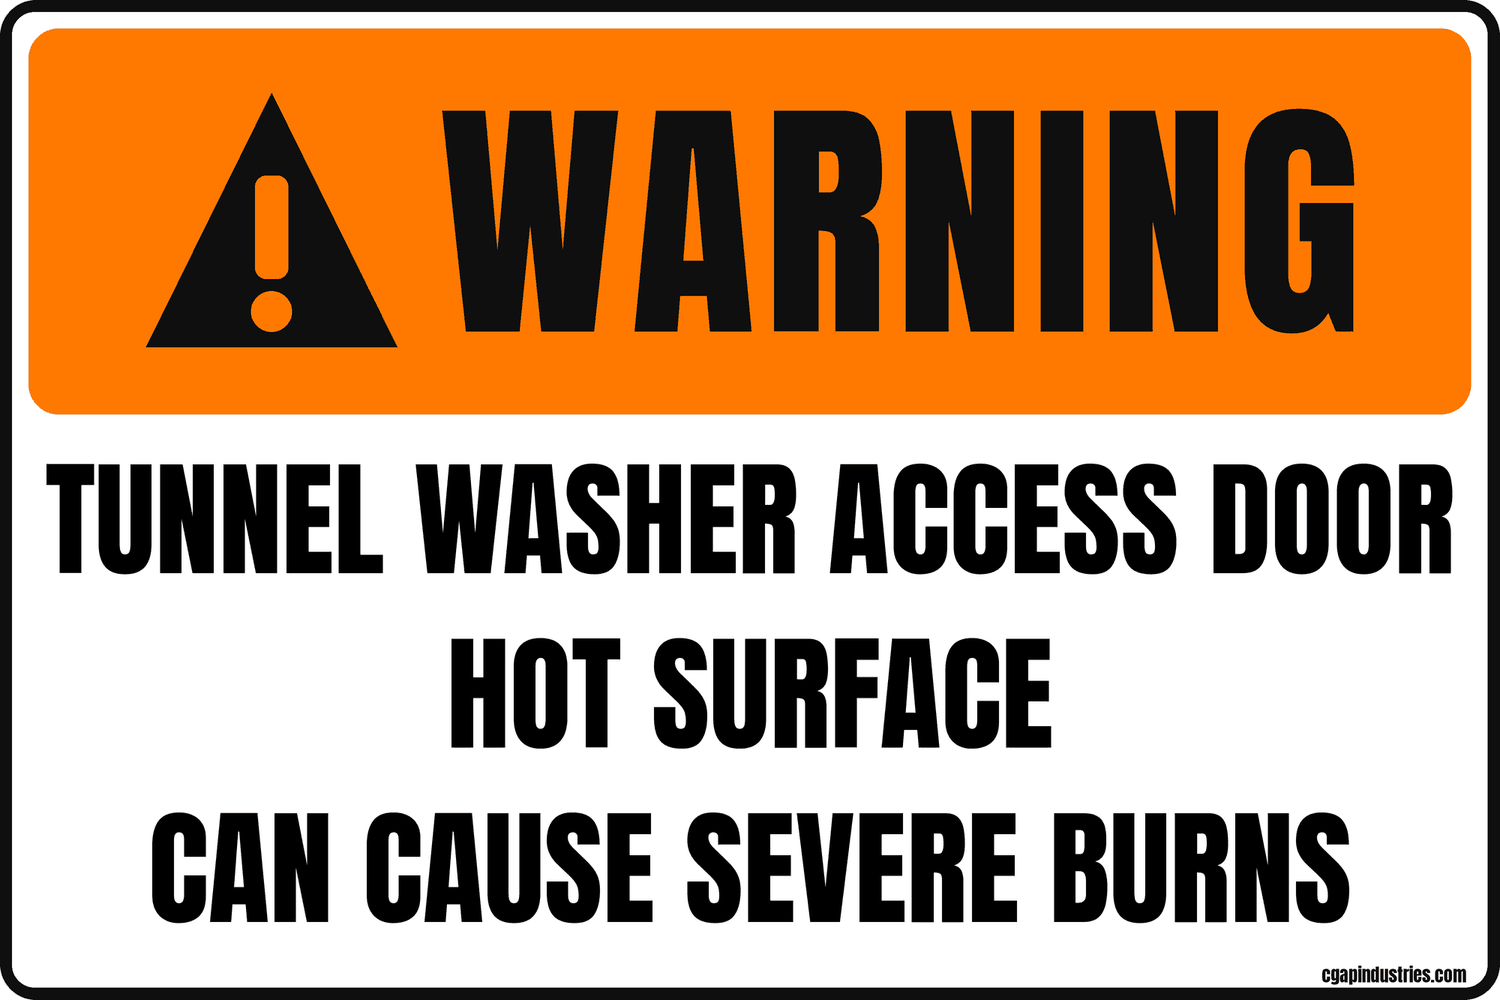 WARNING
TUNNEL WASHER ACCESS DOOR
HOT SURFACE
CAN CAUSE SEVERE BURNS
cgapindustries.com